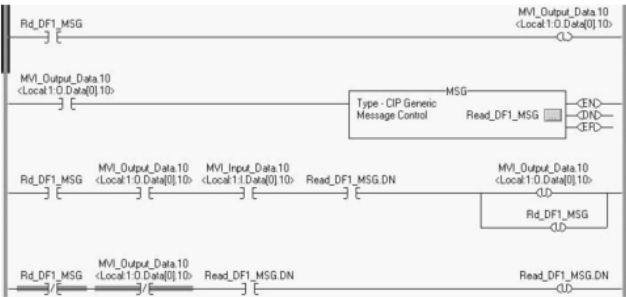 MVI_Output_Data.10
Rd_DF1_MSG
<Local:1:O.Data[0].10>
L
MVI_Output_Data.10
<Local:1:O.Data[0].10>
MSG
Type - CIP Generic
EN
Message Control Read_DF1_MSG
DN
ER
MVI_Output_Data.10 MVI_Input_Data.10 MVI_Output_Data.10
Rd_DF1_MSG <Local:1:O.Data[0].10> <Local:1:I.Data[0].10> Read_DF1_MSG.DN <Local:1:O.Data[0].10>
U
Rd_DF1_MSG
U
MVI_Output_Data.10
Rd_DF1_MSG <Local:1:O.Data[0].10> Read_DF1_MSG.DN Read_DF1_MSG.DN
U